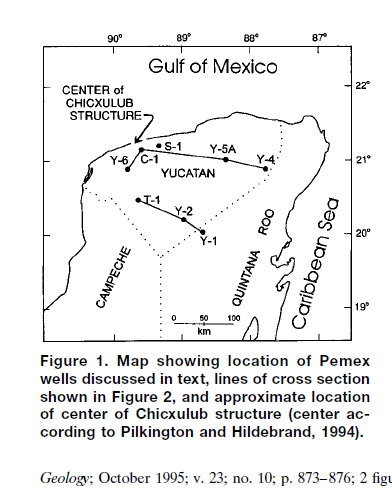 90° 89° 88° 87°
Gulf of Mexico
22°
CENTER of
CHICXULUB
STRUCTURE
S-1
Y-6 C-1 Y-5A Y-4
21°
YUCATAN
T-1
Y-2
Y-1
20°
CAMPECHE
QUINTANA ROO
Caribbean Sea
19°
0 50 100
km
Figure 1. Map showing location of Pemex
wells discussed in text, lines of cross section
shown in Figure 2, and approximate location
of center of Chicxulub structure (center ac-
cording to Pilkington and Hildebrand, 1994).
Geology; October 1995; v. 23; no. 10; p. 873–876; 2 figu